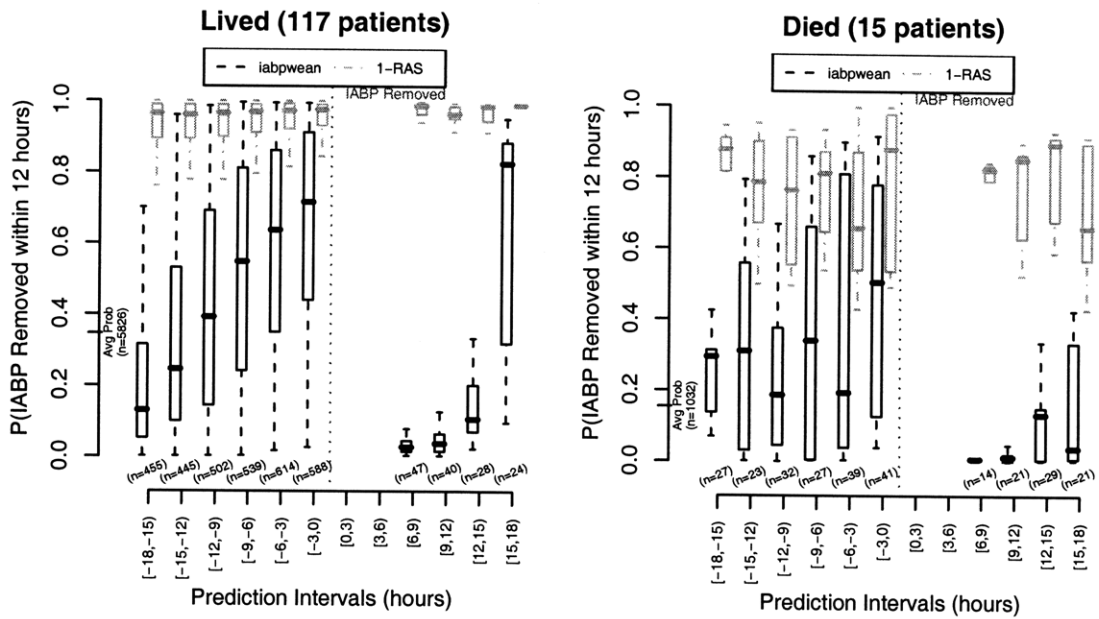 Lived (117 patients)
iabpwean 1-RAS
IABP Removed
P(IABP Removed within 12 hours)
1.0
0.8
0.6
0.4
0.2
0.0
Avg Prob
(n=5826)
(n=455) (n=445) (n=502) (n=539) (n=614) (n=588) (n=47) (n=40) (n=28) (n=24)
[-18,-15) [-15,-12) [-12,-9) [-9,-6) [-6,-3) [-3,0) [0,3) [3,6) [6,9) [9,12) [12,15) [15,18)
Prediction Intervals (hours)
Died (15 patients)
iabpwean 1-RAS
IABP Removed
P(IABP Removed within 12 hours)
1.0
0.8
0.6
0.4
0.2
0.0
Avg Prob
(n=1032)
(n=27) (n=23) (n=32) (n=27) (n=39) (n=41) (n=14) (n=21) (n=29) (n=21)
[-18,-15) [-15,-12) [-12,-9) [-9,-6) [-6,-3) [-3,0) [0,3) [3,6) [6,9) [9,12) [12,15) [15,18)
Prediction Intervals (hours)